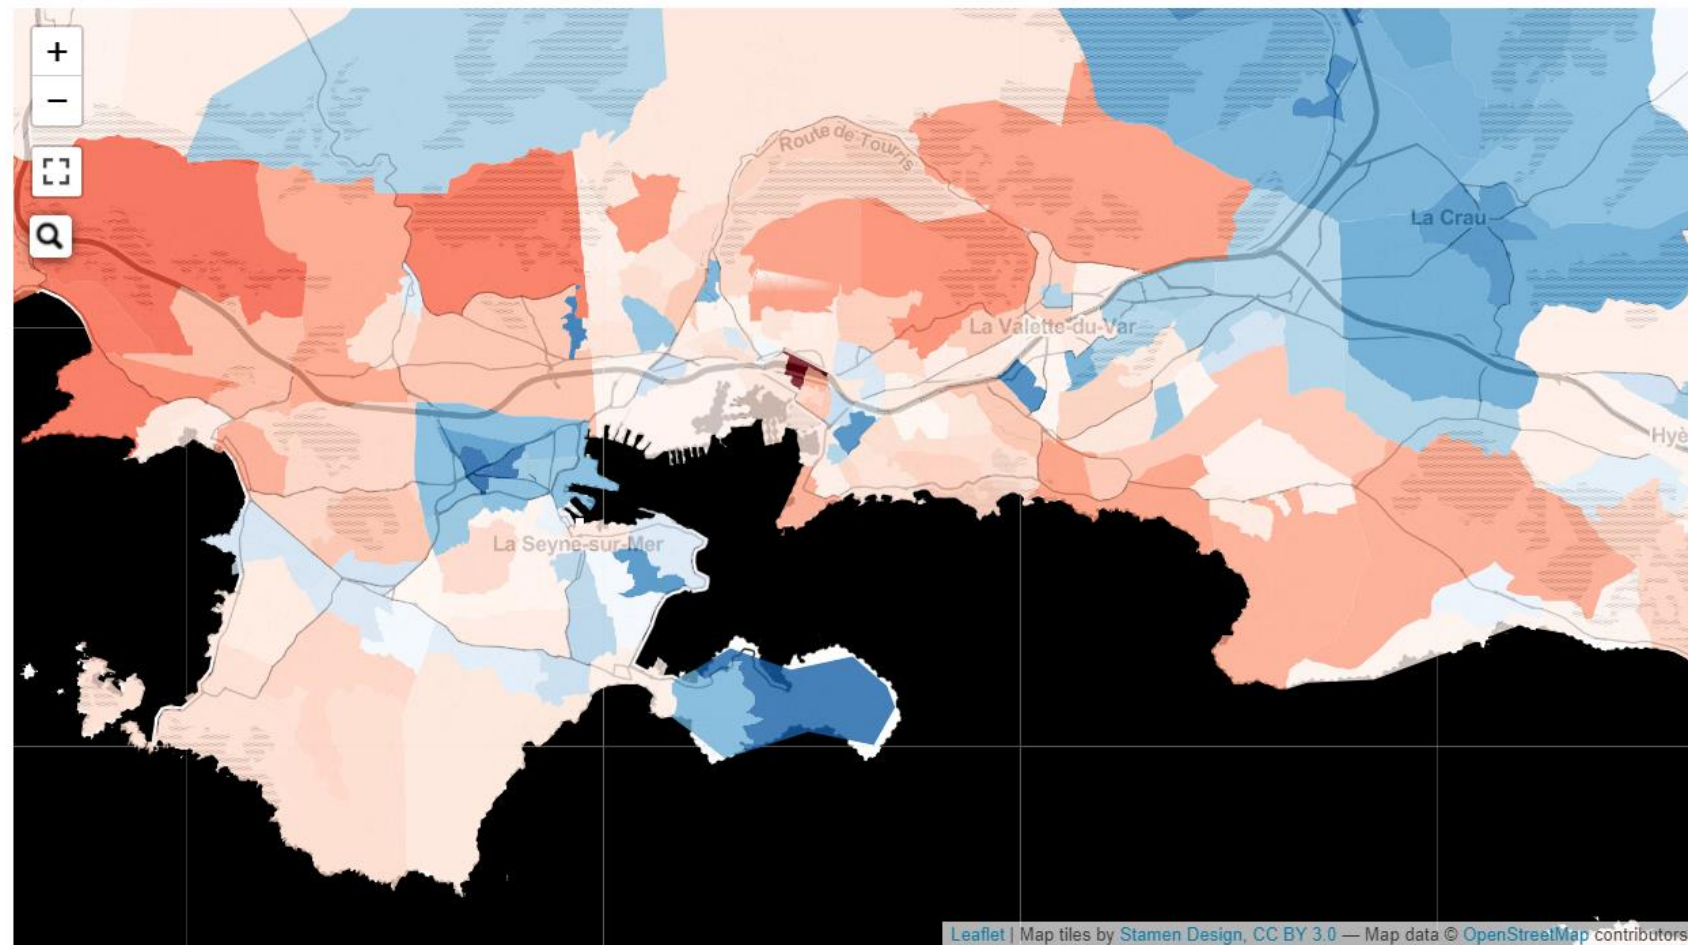 +
−
Route de Tourris
La Crau
La Valette-du-Var
Hyè
La Seyne-sur-Mer
Leaflet | Map tiles by Stamen Design, CC BY 3.0 — Map data © OpenStreetMap contributors